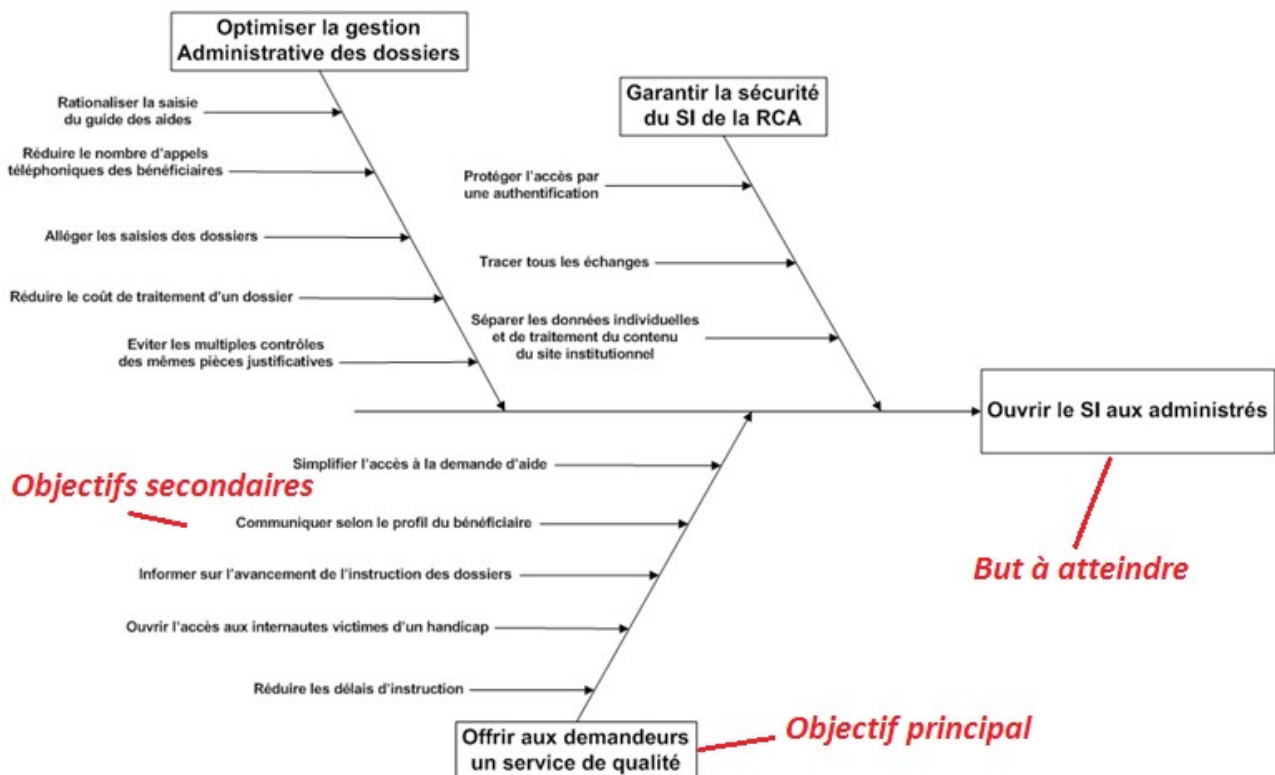 Optimiser la gestion
Administrative des dossiers
Rationaliser la saisie
du guide des aides
Réduire le nombre d'appels
téléphoniques des bénéficiaires
Alléger les saisies des dossiers
Réduire le coût de traitement d'un dossier
Eviter les multiples contrôles
des mêmes pièces justificatives
Garantir la sécurité
du SI de la RCA
Protéger l'accès par
une authentification
Tracer tous les échanges
Séparer les données individuelles
et de traitement du contenu
du site institutionnel
Ouvrir le SI aux administrés
But à atteindre
Objectifs secondaires
Simplifier l'accès à la demande d'aide
Communiquer selon le profil du bénéficiaire
Informer sur l'avancement de l'instruction des dossiers
Ouvrir l'accès aux internautes victimes d'un handicap
Réduire les délais d'instruction
Offrir aux demandeurs
un service de qualité
Objectif principal